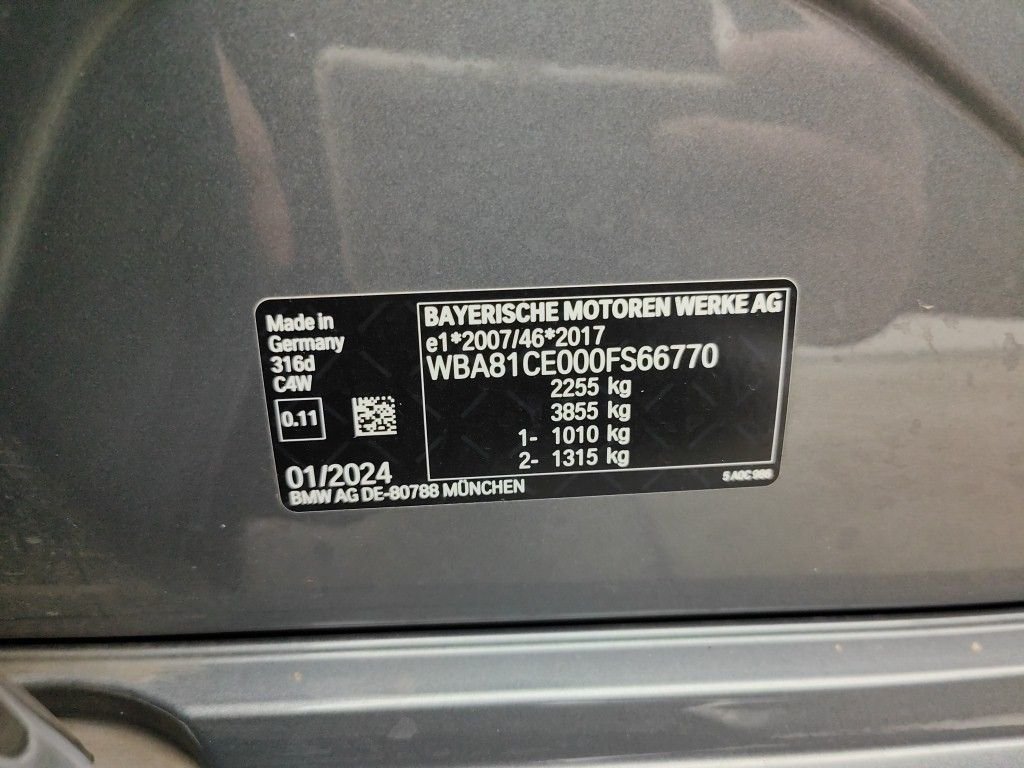 Made in
Germany
316d
C4W
0.11
01/2024
BMW AG DE-80788 MÜNCHEN
BAYERISCHE MOTOREN WERKE AG
e1*2007/46*2017
WBA81CE000FS66770
2255 kg
3855 kg
1- 1010 kg
2- 1315 kg